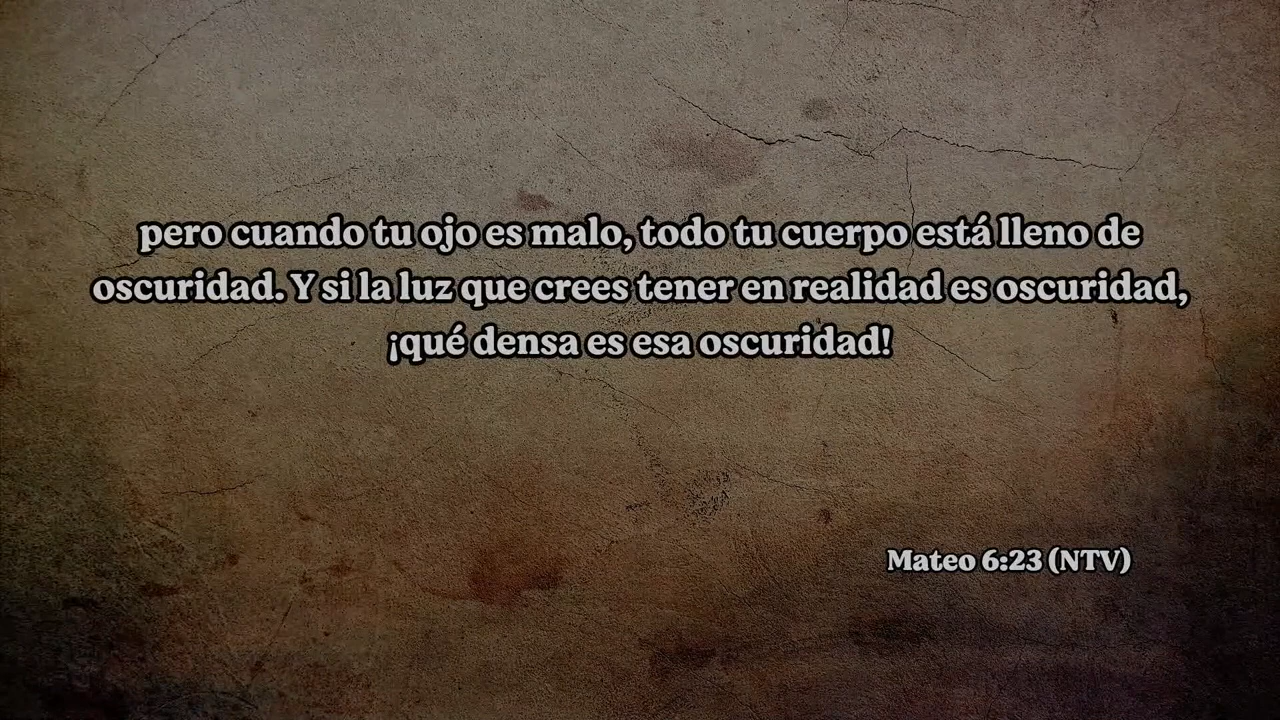 pero cuando tu ojo es malo, todo tu cuerpo está lleno de
oscuridad. Y si la luz que crees tener en realidad es oscuridad,
¡qué densa es esa oscuridad!
Mateo 6:23 (NTV)